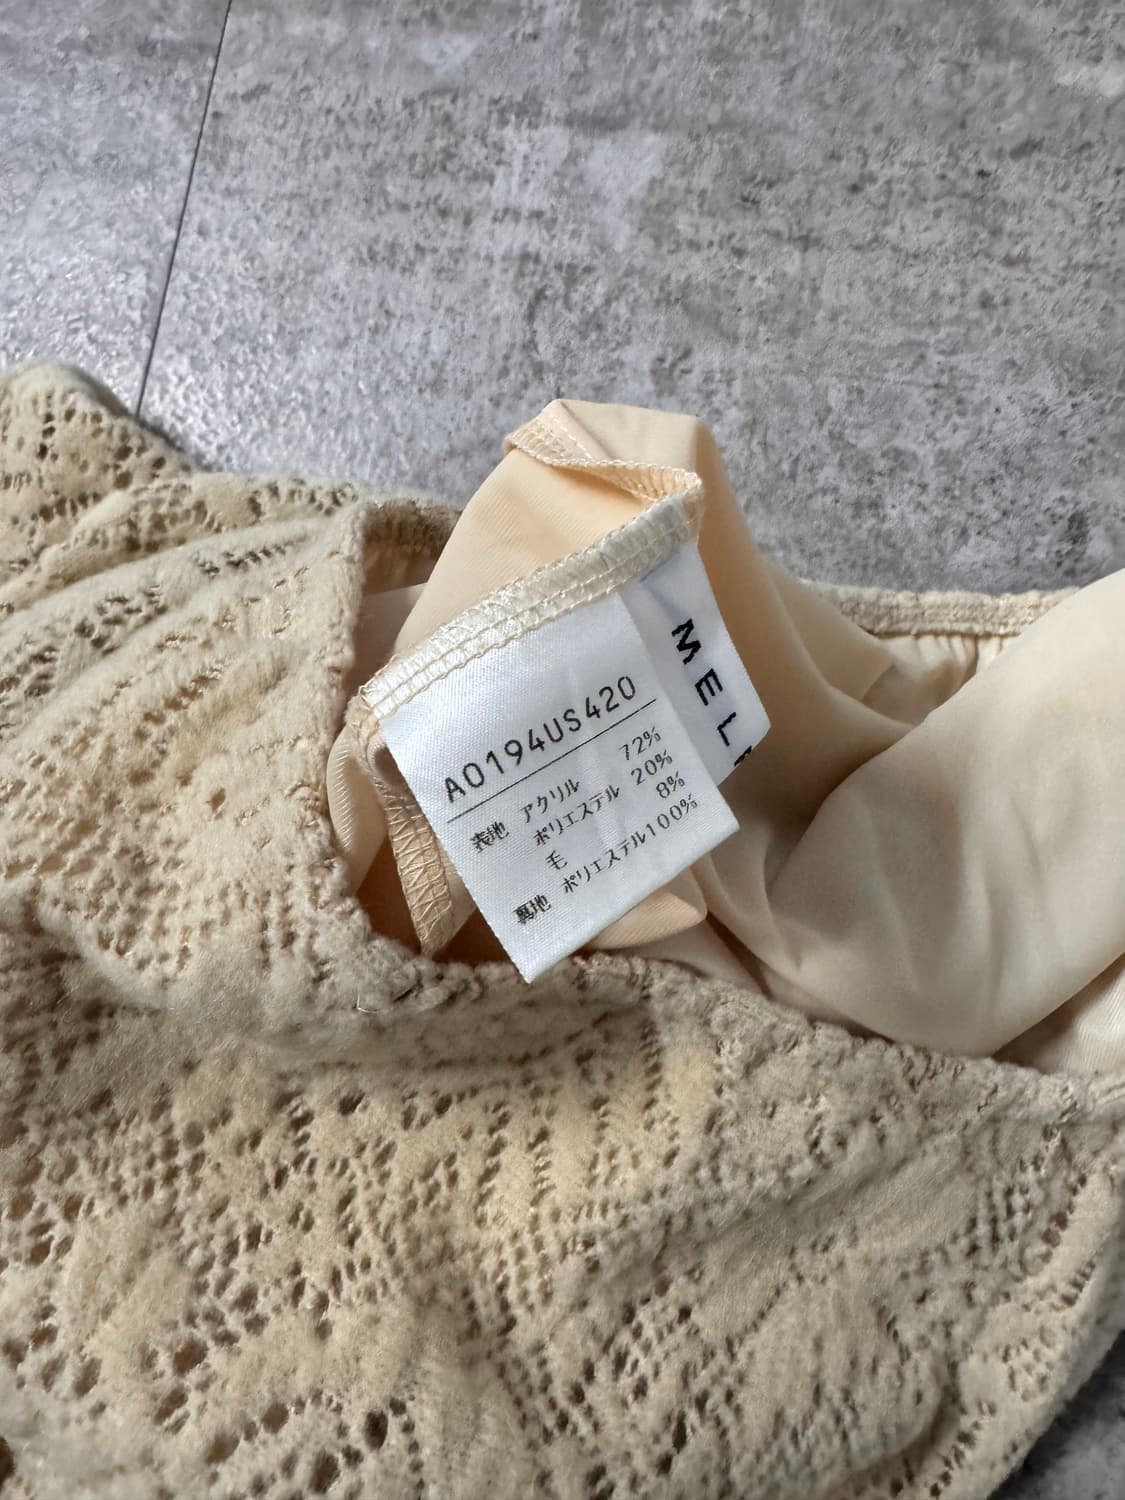 A0194US420
表地 アクリル 72%
ポリエステル 20%
毛 8%
裏地 ポリエステル100%
MEL